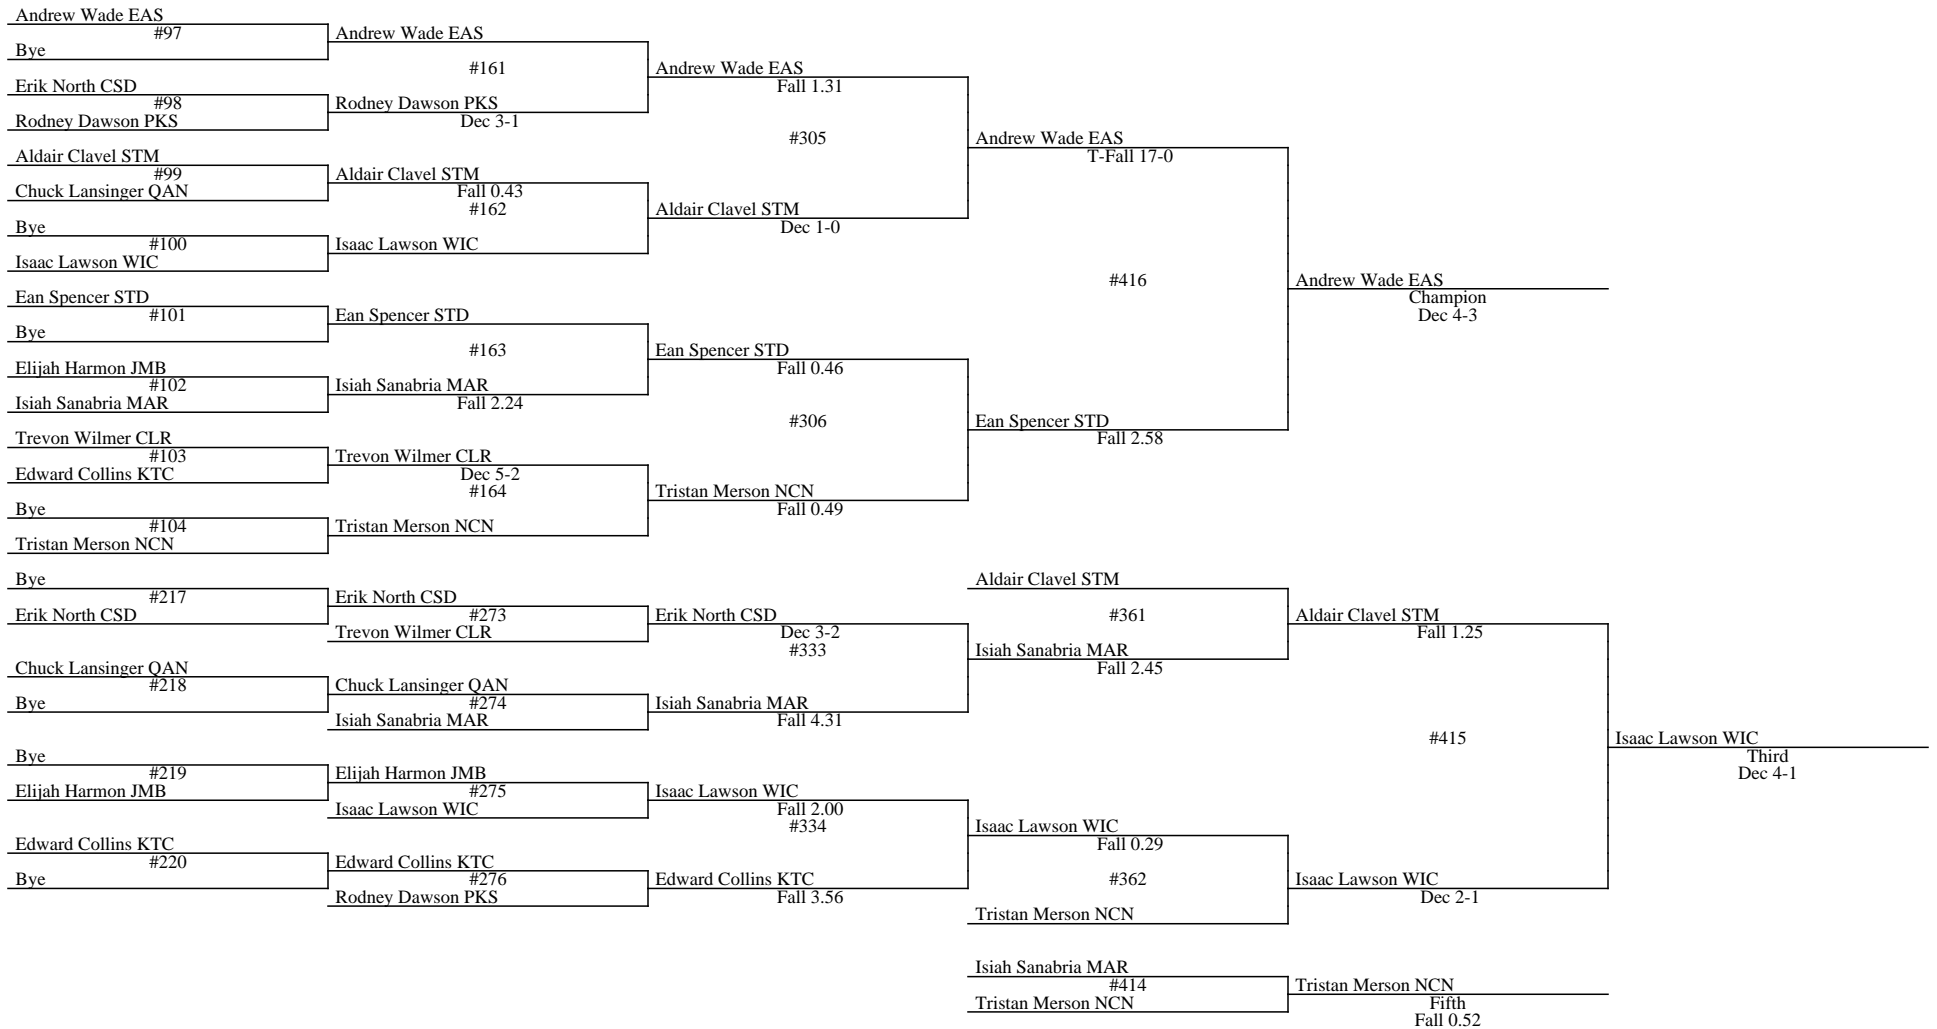 Andrew Wade EAS
#97
Bye
Andrew Wade EAS
#161
Erik North CSD
#98
Rodney Dawson PKS
Rodney Dawson PKS
Dec 3-1
Andrew Wade EAS
Fall 1.31
#305
Aldair Clavel STM
#99
Chuck Lansinger QAN
Aldair Clavel STM
Fall 0.43
#162
Bye
#100
Isaac Lawson WIC
Isaac Lawson WIC
Aldair Clavel STM
Dec 1-0
Andrew Wade EAS
T-Fall 17-0
#416
Ean Spencer STD
#101
Bye
Ean Spencer STD
#163
Elijah Harmon JMB
#102
Isiah Sanabria MAR
Isiah Sanabria MAR
Fall 2.24
Ean Spencer STD
Fall 0.46
#306
Trevon Wilmer CLR
#103
Edward Collins KTC
Trevon Wilmer CLR
Dec 5-2
#164
Bye
#104
Tristan Merson NCN
Tristan Merson NCN
Tristan Merson NCN
Fall 0.49
Ean Spencer STD
Fall 2.58
Andrew Wade EAS
Champion
Dec 4-3
Bye
#217
Erik North CSD
Erik North CSD
#273
Trevon Wilmer CLR
Erik North CSD
Dec 3-2
#333
Chuck Lansinger QAN
#218
Bye
Chuck Lansinger QAN
#274
Isiah Sanabria MAR
Isiah Sanabria MAR
Fall 4.31
Aldair Clavel STM
#361
Isiah Sanabria MAR
Fall 2.45
Aldair Clavel STM
Fall 1.25
#415
Bye
#219
Elijah Harmon JMB
Elijah Harmon JMB
#275
Isaac Lawson WIC
Isaac Lawson WIC
Fall 2.00
#334
Edward Collins KTC
#220
Bye
Edward Collins KTC
#276
Rodney Dawson PKS
Edward Collins KTC
Fall 3.56
Isaac Lawson WIC
Fall 0.29
#362
Tristan Merson NCN
Isaac Lawson WIC
Dec 2-1
Isaac Lawson WIC
Third
Dec 4-1
Isiah Sanabria MAR
#414
Tristan Merson NCN
Tristan Merson NCN
Fifth
Fall 0.52